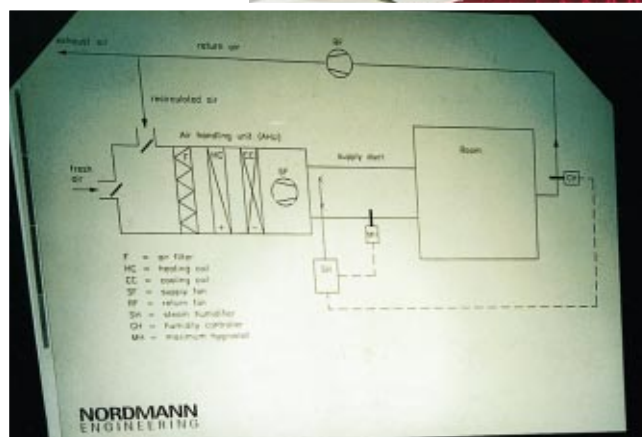 exhaust air
return air
RF
recirculated air
Air handling unit (AHU)
fresh
air
F
HC
CC
SF
supply duct
Room
CH
MH
SH
F = air filter
HC = heating coil
CC = cooling coil
SF = supply fan
RF = return fan
SH = steam humidifier
CH = humidity controller
MH = maximum hygrostat
NORDMANN
ENGINEERING